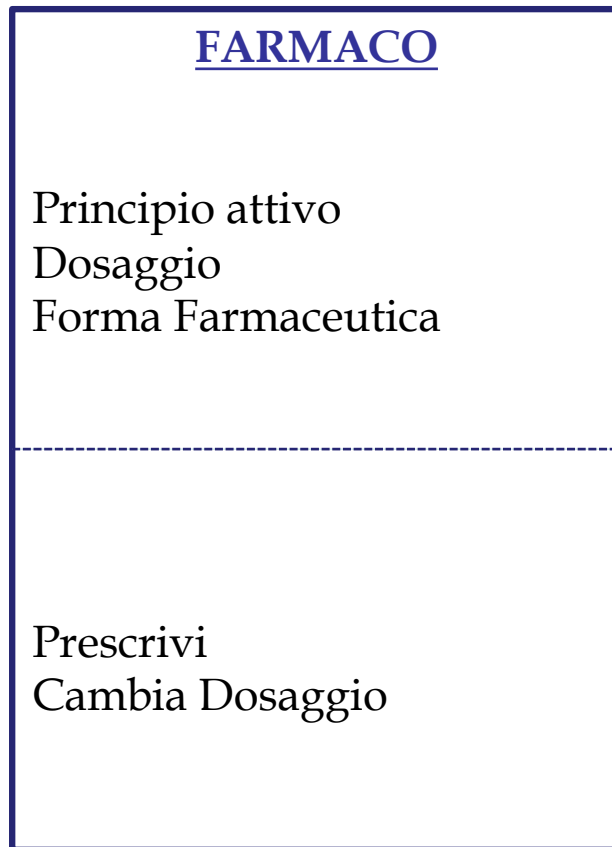 FARMACO
Principio attivo
Dosaggio
Forma Farmaceutica
Prescrivi
Cambia Dosaggio